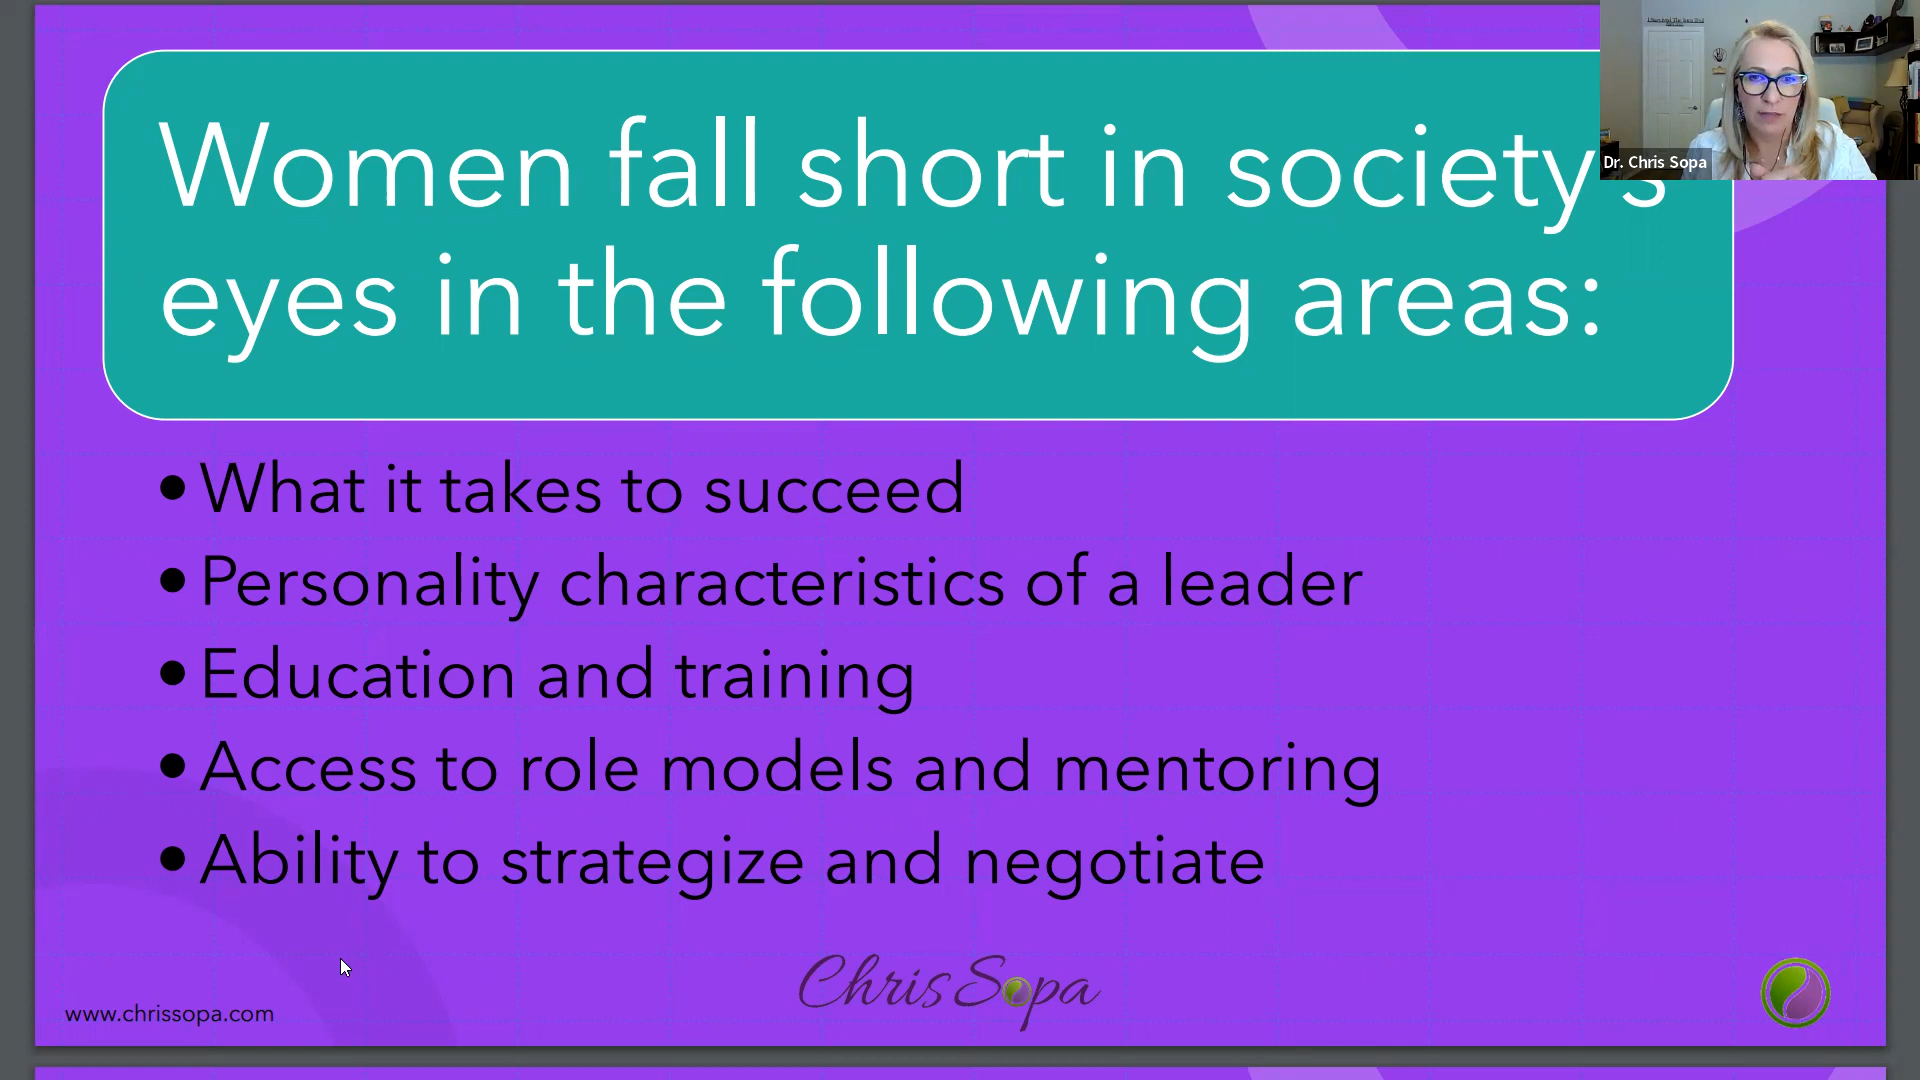 Women fall short in society's
eyes in the following areas:
Dr. Chris Sopa
• What it takes to succeed
• Personality characteristics of a leader
• Education and training
• Access to role models and mentoring
• Ability to strategize and negotiate
Chris Sopa
www.chrissopa.com